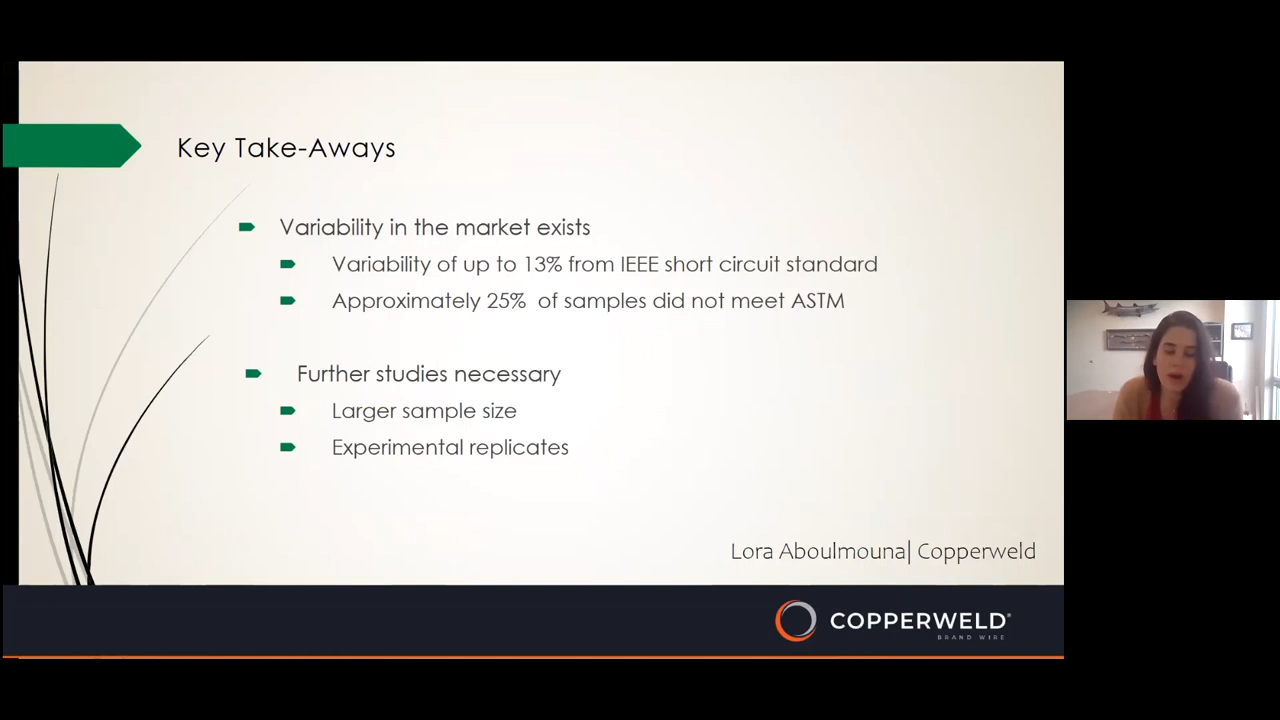 Key Take-Aways
Variability in the market exists
Variability of up to 13% from IEEE short circuit standard
Approximately 25% of samples did not meet ASTM
Further studies necessary
Larger sample size
Experimental replicates
Lora Aboulmouna| Copperweld
COPPERWELD®
BRAND WIRE